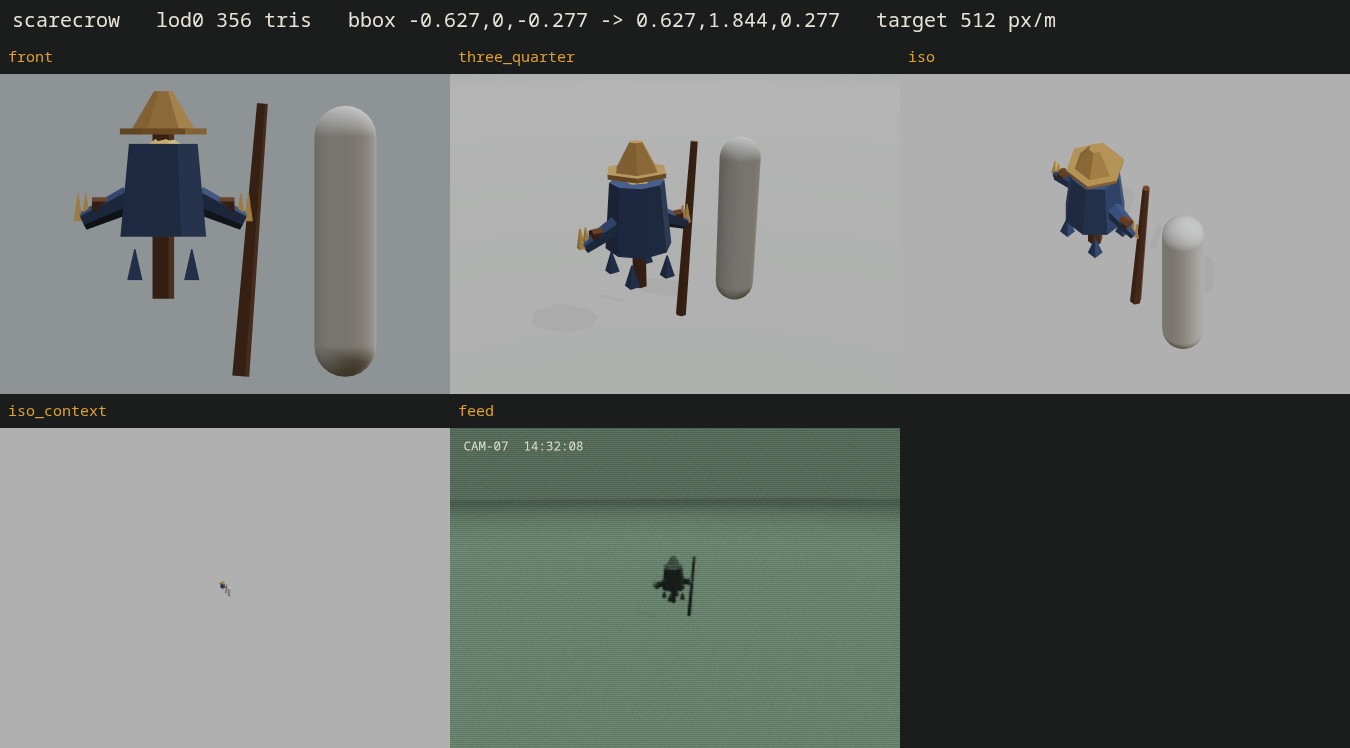 scarecrow lod0 356 tris bbox -0.627,0,-0.277 -> 0.627,1.844,0.277 target 512 px/m
front
three_quarter
iso
iso_context
feed
CAM-07 14:32:08